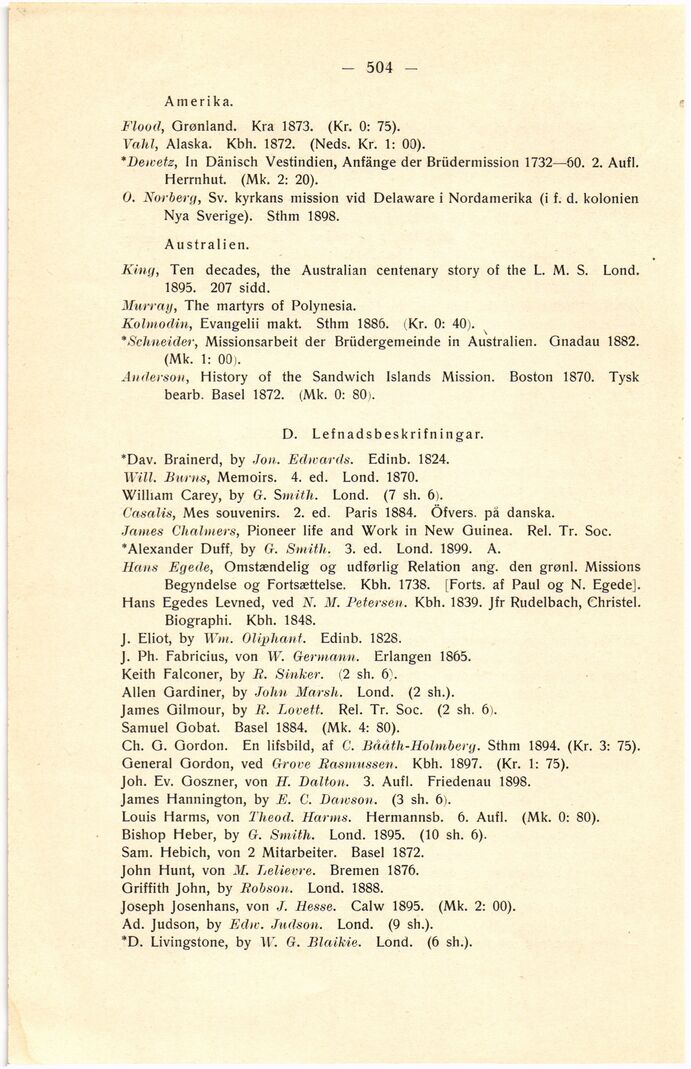 — 504 —
Amerika.
Flood, Grønland. Kra 1873. (Kr. 0: 75).
Vahl, Alaska. Kbh. 1872. (Neds. Kr. 1: 00).
*Dewetz, In Dänisch Vestindien, Anfänge der Brüdermission 1732—60. 2. Aufl.
Herrnhut. (Mk. 2: 20).
O. Norberg, Sv. kyrkans mission vid Delaware i Nordamerika (i f. d. kolonien
Nya Sverige). Sthm 1898.
Australien.
King, Ten decades, the Australian centenary story of the L. M. S. Lond.
1895. 207 sidd.
Murray, The martyrs of Polynesia.
Kolmodin, Evangelii makt. Sthm 1886. (Kr. 0: 40).
*Schneider, Missionsarbeit der Brüdergemeinde in Australien. Gnadau 1882.
(Mk. 1: 00).
Anderson, History of the Sandwich Islands Mission. Boston 1870. Tysk
bearb. Basel 1872. (Mk. 0: 80).
D. Lefnadsbeskrifningar.
*Dav. Brainerd, by Jon. Edwards. Edinb. 1824.
Will. Burns, Memoirs. 4. ed. Lond. 1870.
William Carey, by G. Smith. Lond. (7 sh. 6).
Casalis, Mes souvenirs. 2. ed. Paris 1884. Öfvers. på danska.
James Chalmers, Pioneer life and Work in New Guinea. Rel. Tr. Soc.
*Alexander Duff, by G. Smith. 3. ed. Lond. 1899. A.
Hans Egede, Omstændelig og udførlig Relation ang. den grønl. Missions
Begyndelse og Fortsættelse. Kbh. 1738. [Forts. af Paul og N. Egede].
Hans Egedes Levned, ved N. M. Petersen. Kbh. 1839. Jfr Rudelbach, Christel.
Biographi. Kbh. 1848.
J. Eliot, by Wm. Oliphant. Edinb. 1828.
J. Ph. Fabricius, von W. Germann. Erlangen 1865.
Keith Falconer, by R. Sinker. (2 sh. 6).
Allen Gardiner, by John Marsh. Lond. (2 sh.).
James Gilmour, by R. Lovett. Rel. Tr. Soc. (2 sh. 6).
Samuel Gobat. Basel 1884. (Mk. 4: 80).
Ch. G. Gordon. En lifsbild, af C. Bååth-Holmberg. Sthm 1894. (Kr. 3: 75).
General Gordon, ved Grove Rasmussen. Kbh. 1897. (Kr. 1: 75).
Joh. Ev. Goszner, von H. Dalton. 3. Aufl. Friedenau 1898.
James Hannington, by E. C. Dawson. (3 sh. 6).
Louis Harms, von Theod. Harms. Hermannsb. 6. Aufl. (Mk. 0: 80).
Bishop Heber, by G. Smith. Lond. 1895. (10 sh. 6).
Sam. Hebich, von 2 Mitarbeiter. Basel 1872.
John Hunt, von M. Lelievre. Bremen 1876.
Griffith John, by Robson. Lond. 1888.
Joseph Josenhans, von J. Hesse. Calw 1895. (Mk. 2: 00).
Ad. Judson, by Edw. Judson. Lond. (9 sh.).
*D. Livingstone, by W. G. Blaikie. Lond. (6 sh.).